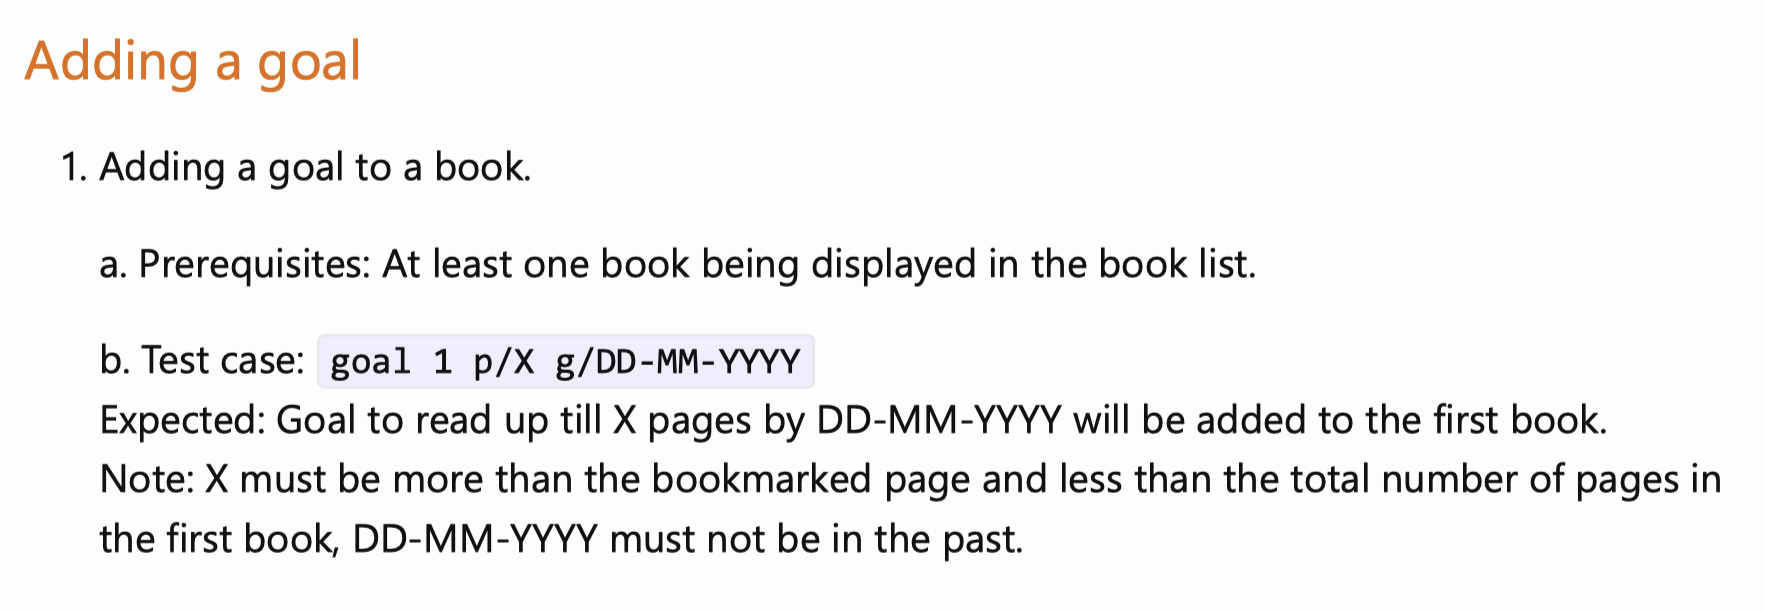 Adding a goal
1. Adding a goal to a book.
a. Prerequisites: At least one book being displayed in the book list.
b. Test case: goal 1 p/X g/DD-MM-YYYY
Expected: Goal to read up till X pages by DD-MM-YYYY will be added to the first book.
Note: X must be more than the bookmarked page and less than the total number of pages in
the first book, DD-MM-YYYY must not be in the past.